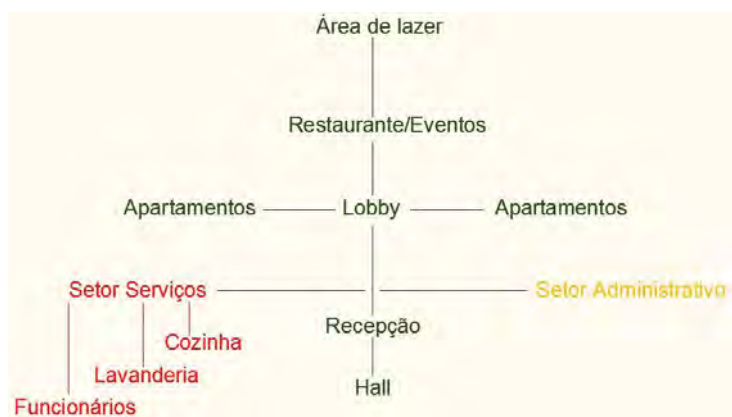 Área de lazer
Restaurante/Eventos
Apartamentos Lobby Apartamentos
Setor Serviços Setor Administrativo
Recepção
Cozinha
Lavanderia
Hall
Funcionários